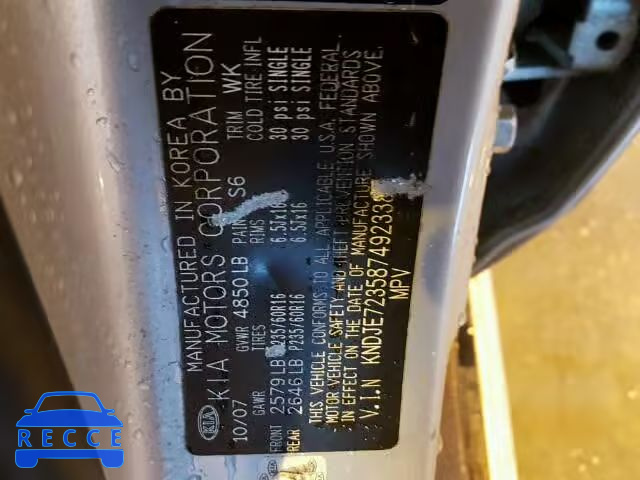 MANUFACTURED IN KOREA BY
KIA MOTORS CORPORATION
KIA
10/07 GVWR 4850LB PAIN S6 TRIM WK
GAWR TIRES RIMS COLD TIRE INFL
FRONT 2579LB P235/60R16 6.5JX16 30 psi SINGLE
REAR 2646LB P235/60R16 6.5JX16 30 psi SINGLE
THIS VEHICLE CONFORMS TO ALL APPLICABLE U.S.A. FEDERAL
MOTOR VEHICLE SAFETY AND THEFT PREVENTION STANDARDS
IN EFFECT ON THE DATE OF MANUFACTURE SHOWN ABOVE.
V.I.N KNDJE723587492338
MPV
RECCE